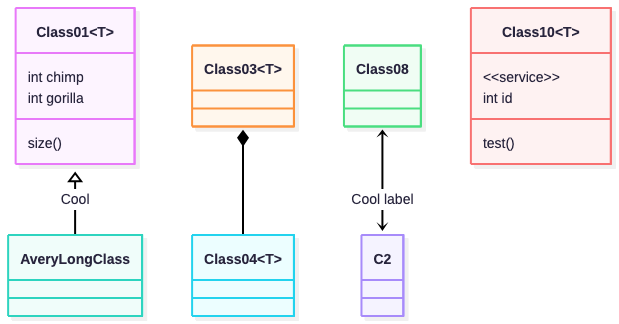 Class01<T>
int chimp
int gorilla
size()
Class03<T>
Class08
Class10<T>
<<service>>
int id
test()
Cool
Cool label
AveryLongClass
Class04<T>
C2